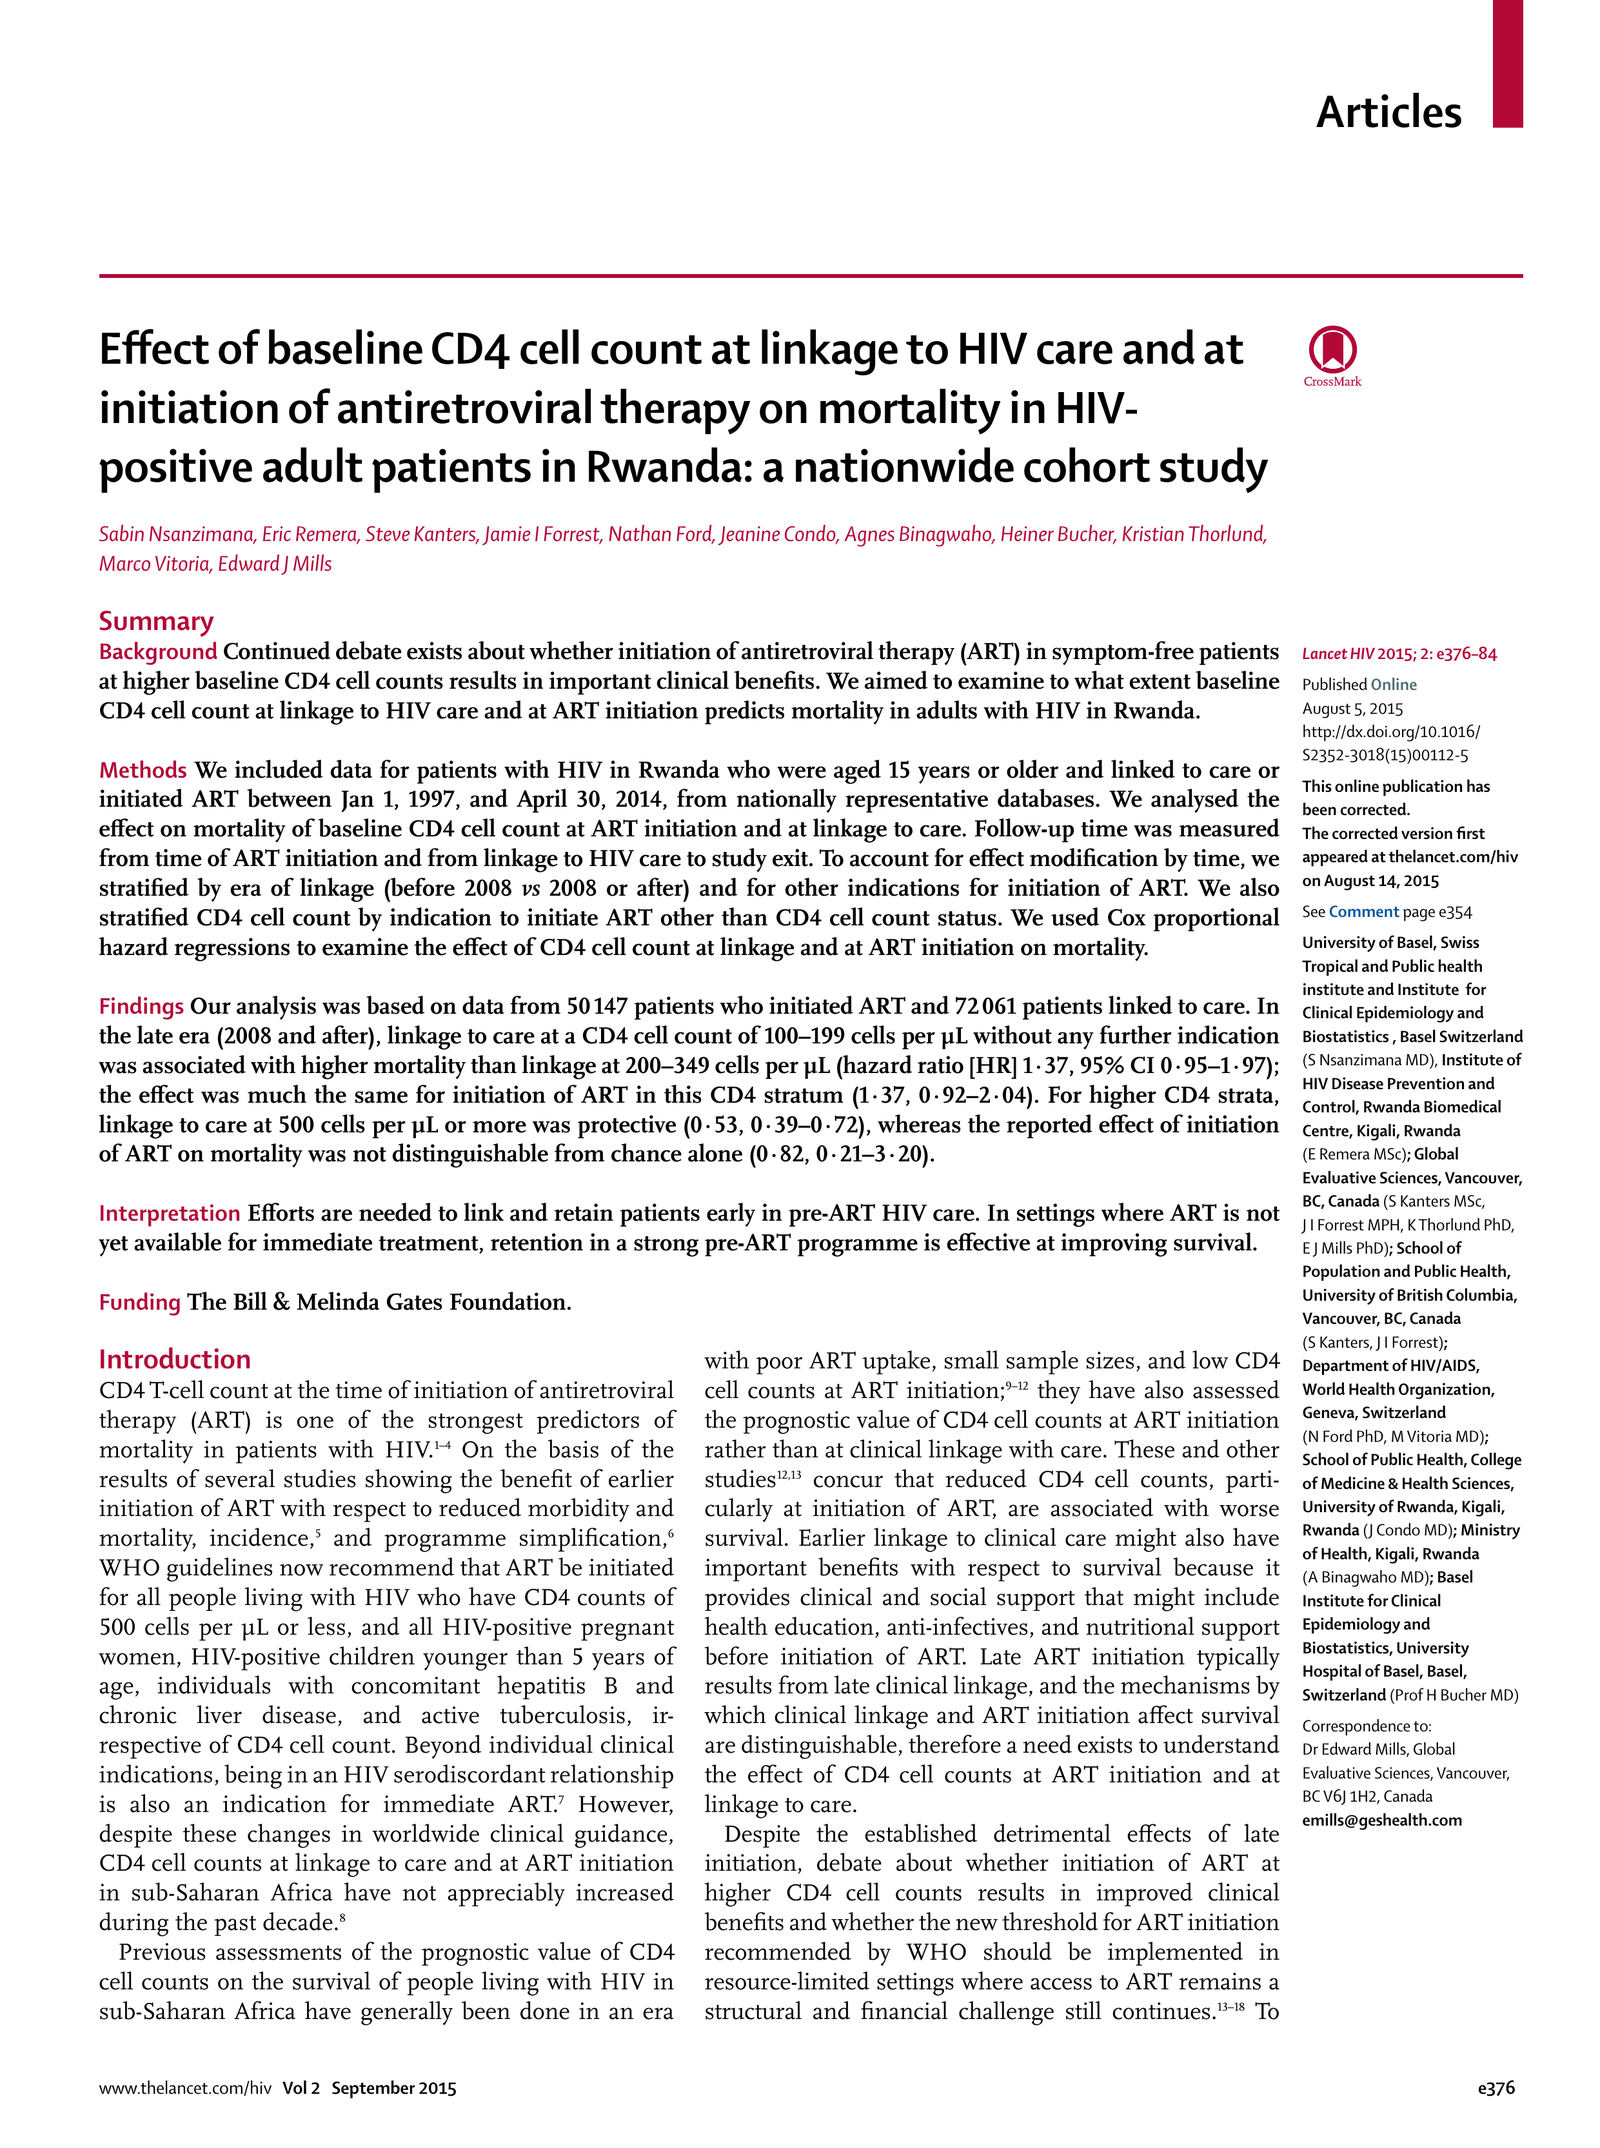 Articles
Effect of baseline CD4 cell count at linkage to HIV care and at
initiation of antiretroviral therapy on mortality in HIV-
positive adult patients in Rwanda: a nationwide cohort study
CrossMark
Sabin Nsanzimana, Eric Remera, Steve Kanters, Jamie I Forrest, Nathan Ford, Jeanine Condo, Agnes Binagwaho, Heiner Bucher, Kristian Thorlund,
Marco Vitoria, Edward J Mills
Summary
Background Continued debate exists about whether initiation of antiretroviral therapy (ART) in symptom-free patients
at higher baseline CD4 cell counts results in important clinical benefits. We aimed to examine to what extent baseline
CD4 cell count at linkage to HIV care and at ART initiation predicts mortality in adults with HIV in Rwanda.
Methods We included data for patients with HIV in Rwanda who were aged 15 years or older and linked to care or
initiated ART between Jan 1, 1997, and April 30, 2014, from nationally representative databases. We analysed the
effect on mortality of baseline CD4 cell count at ART initiation and at linkage to care. Follow-up time was measured
from time of ART initiation and from linkage to HIV care to study exit. To account for effect modification by time, we
stratified by era of linkage (before 2008 vs 2008 or after) and for other indications for initiation of ART. We also
stratified CD4 cell count by indication to initiate ART other than CD4 cell count status. We used Cox proportional
hazard regressions to examine the effect of CD4 cell count at linkage and at ART initiation on mortality.
Findings Our analysis was based on data from 50 147 patients who initiated ART and 72 061 patients linked to care. In
the late era (2008 and after), linkage to care at a CD4 cell count of 100–199 cells per µL without any further indication
was associated with higher mortality than linkage at 200–349 cells per µL (hazard ratio [HR] 1·37, 95% CI 0·95–1·97);
the effect was much the same for initiation of ART in this CD4 stratum (1·37, 0·92–2·04). For higher CD4 strata,
linkage to care at 500 cells per µL or more was protective (0·53, 0·39–0·72), whereas the reported effect of initiation
of ART on mortality was not distinguishable from chance alone (0·82, 0·21–3·20).
Interpretation Efforts are needed to link and retain patients early in pre-ART HIV care. In settings where ART is not
yet available for immediate treatment, retention in a strong pre-ART programme is effective at improving survival.
Funding The Bill & Melinda Gates Foundation.
Introduction
CD4 T-cell count at the time of initiation of antiretroviral
therapy (ART) is one of the strongest predictors of
mortality in patients with HIV.1–4 On the basis of the
results of several studies showing the benefit of earlier
initiation of ART with respect to reduced morbidity and
mortality, incidence,5 and programme simplification,6
WHO guidelines now recommend that ART be initiated
for all people living with HIV who have CD4 counts of
500 cells per µL or less, and all HIV-positive pregnant
women, HIV-positive children younger than 5 years of
age, individuals with concomitant hepatitis B and
chronic liver disease, and active tuberculosis, ir-
respective of CD4 cell count. Beyond individual clinical
indications, being in an HIV serodiscordant relationship
is also an indication for immediate ART.7 However,
despite these changes in worldwide clinical guidance,
CD4 cell counts at linkage to care and at ART initiation
in sub-Saharan Africa have not appreciably increased
during the past decade.8
Previous assessments of the prognostic value of CD4
cell counts on the survival of people living with HIV in
sub-Saharan Africa have generally been done in an era
with poor ART uptake, small sample sizes, and low CD4
cell counts at ART initiation;9–12 they have also assessed
the prognostic value of CD4 cell counts at ART initiation
rather than at clinical linkage with care. These and other
studies12,13 concur that reduced CD4 cell counts, parti-
cularly at initiation of ART, are associated with worse
survival. Earlier linkage to clinical care might also have
important benefits with respect to survival because it
provides clinical and social support that might include
health education, anti-infectives, and nutritional support
before initiation of ART. Late ART initiation typically
results from late clinical linkage, and the mechanisms by
which clinical linkage and ART initiation affect survival
are distinguishable, therefore a need exists to understand
the effect of CD4 cell counts at ART initiation and at
linkage to care.
Despite the established detrimental effects of late
initiation, debate about whether initiation of ART at
higher CD4 cell counts results in improved clinical
benefits and whether the new threshold for ART initiation
recommended by WHO should be implemented in
resource-limited settings where access to ART remains a
structural and financial challenge still continues.13–18 To
Lancet HIV 2015; 2: e376–84
Published Online
August 5, 2015
http://dx.doi.org/10.1016/
S2352-3018(15)00112-5
This online publication has
been corrected.
The corrected version first
appeared at thelancet.com/hiv
on August 14, 2015
See Comment page e354
University of Basel, Swiss
Tropical and Public health
institute and Institute for
Clinical Epidemiology and
Biostatistics , Basel Switzerland
(S Nsanzimana MD), Institute of
HIV Disease Prevention and
Control, Rwanda Biomedical
Centre, Kigali, Rwanda
(E Remera MSc); Global
Evaluative Sciences, Vancouver,
BC, Canada (S Kanters MSc,
J I Forrest MPH, K Thorlund PhD,
E J Mills PhD); School of
Population and Public Health,
University of British Columbia,
Vancouver, BC, Canada
(S Kanters, J I Forrest);
Department of HIV/AIDS,
World Health Organization,
Geneva, Switzerland
(N Ford PhD, M Vitoria MD);
School of Public Health, College
of Medicine & Health Sciences,
University of Rwanda, Kigali,
Rwanda (J Condo MD); Ministry
of Health, Kigali, Rwanda
(A Binagwaho MD); Basel
Institute for Clinical
Epidemiology and
Biostatistics, University
Hospital of Basel, Basel,
Switzerland (Prof H Bucher MD)
Correspondence to:
Dr Edward Mills, Global
Evaluative Sciences, Vancouver,
BC V6J 1H2, Canada
emills@geshealth.com
www.thelancet.com/hiv Vol 2 September 2015
e376